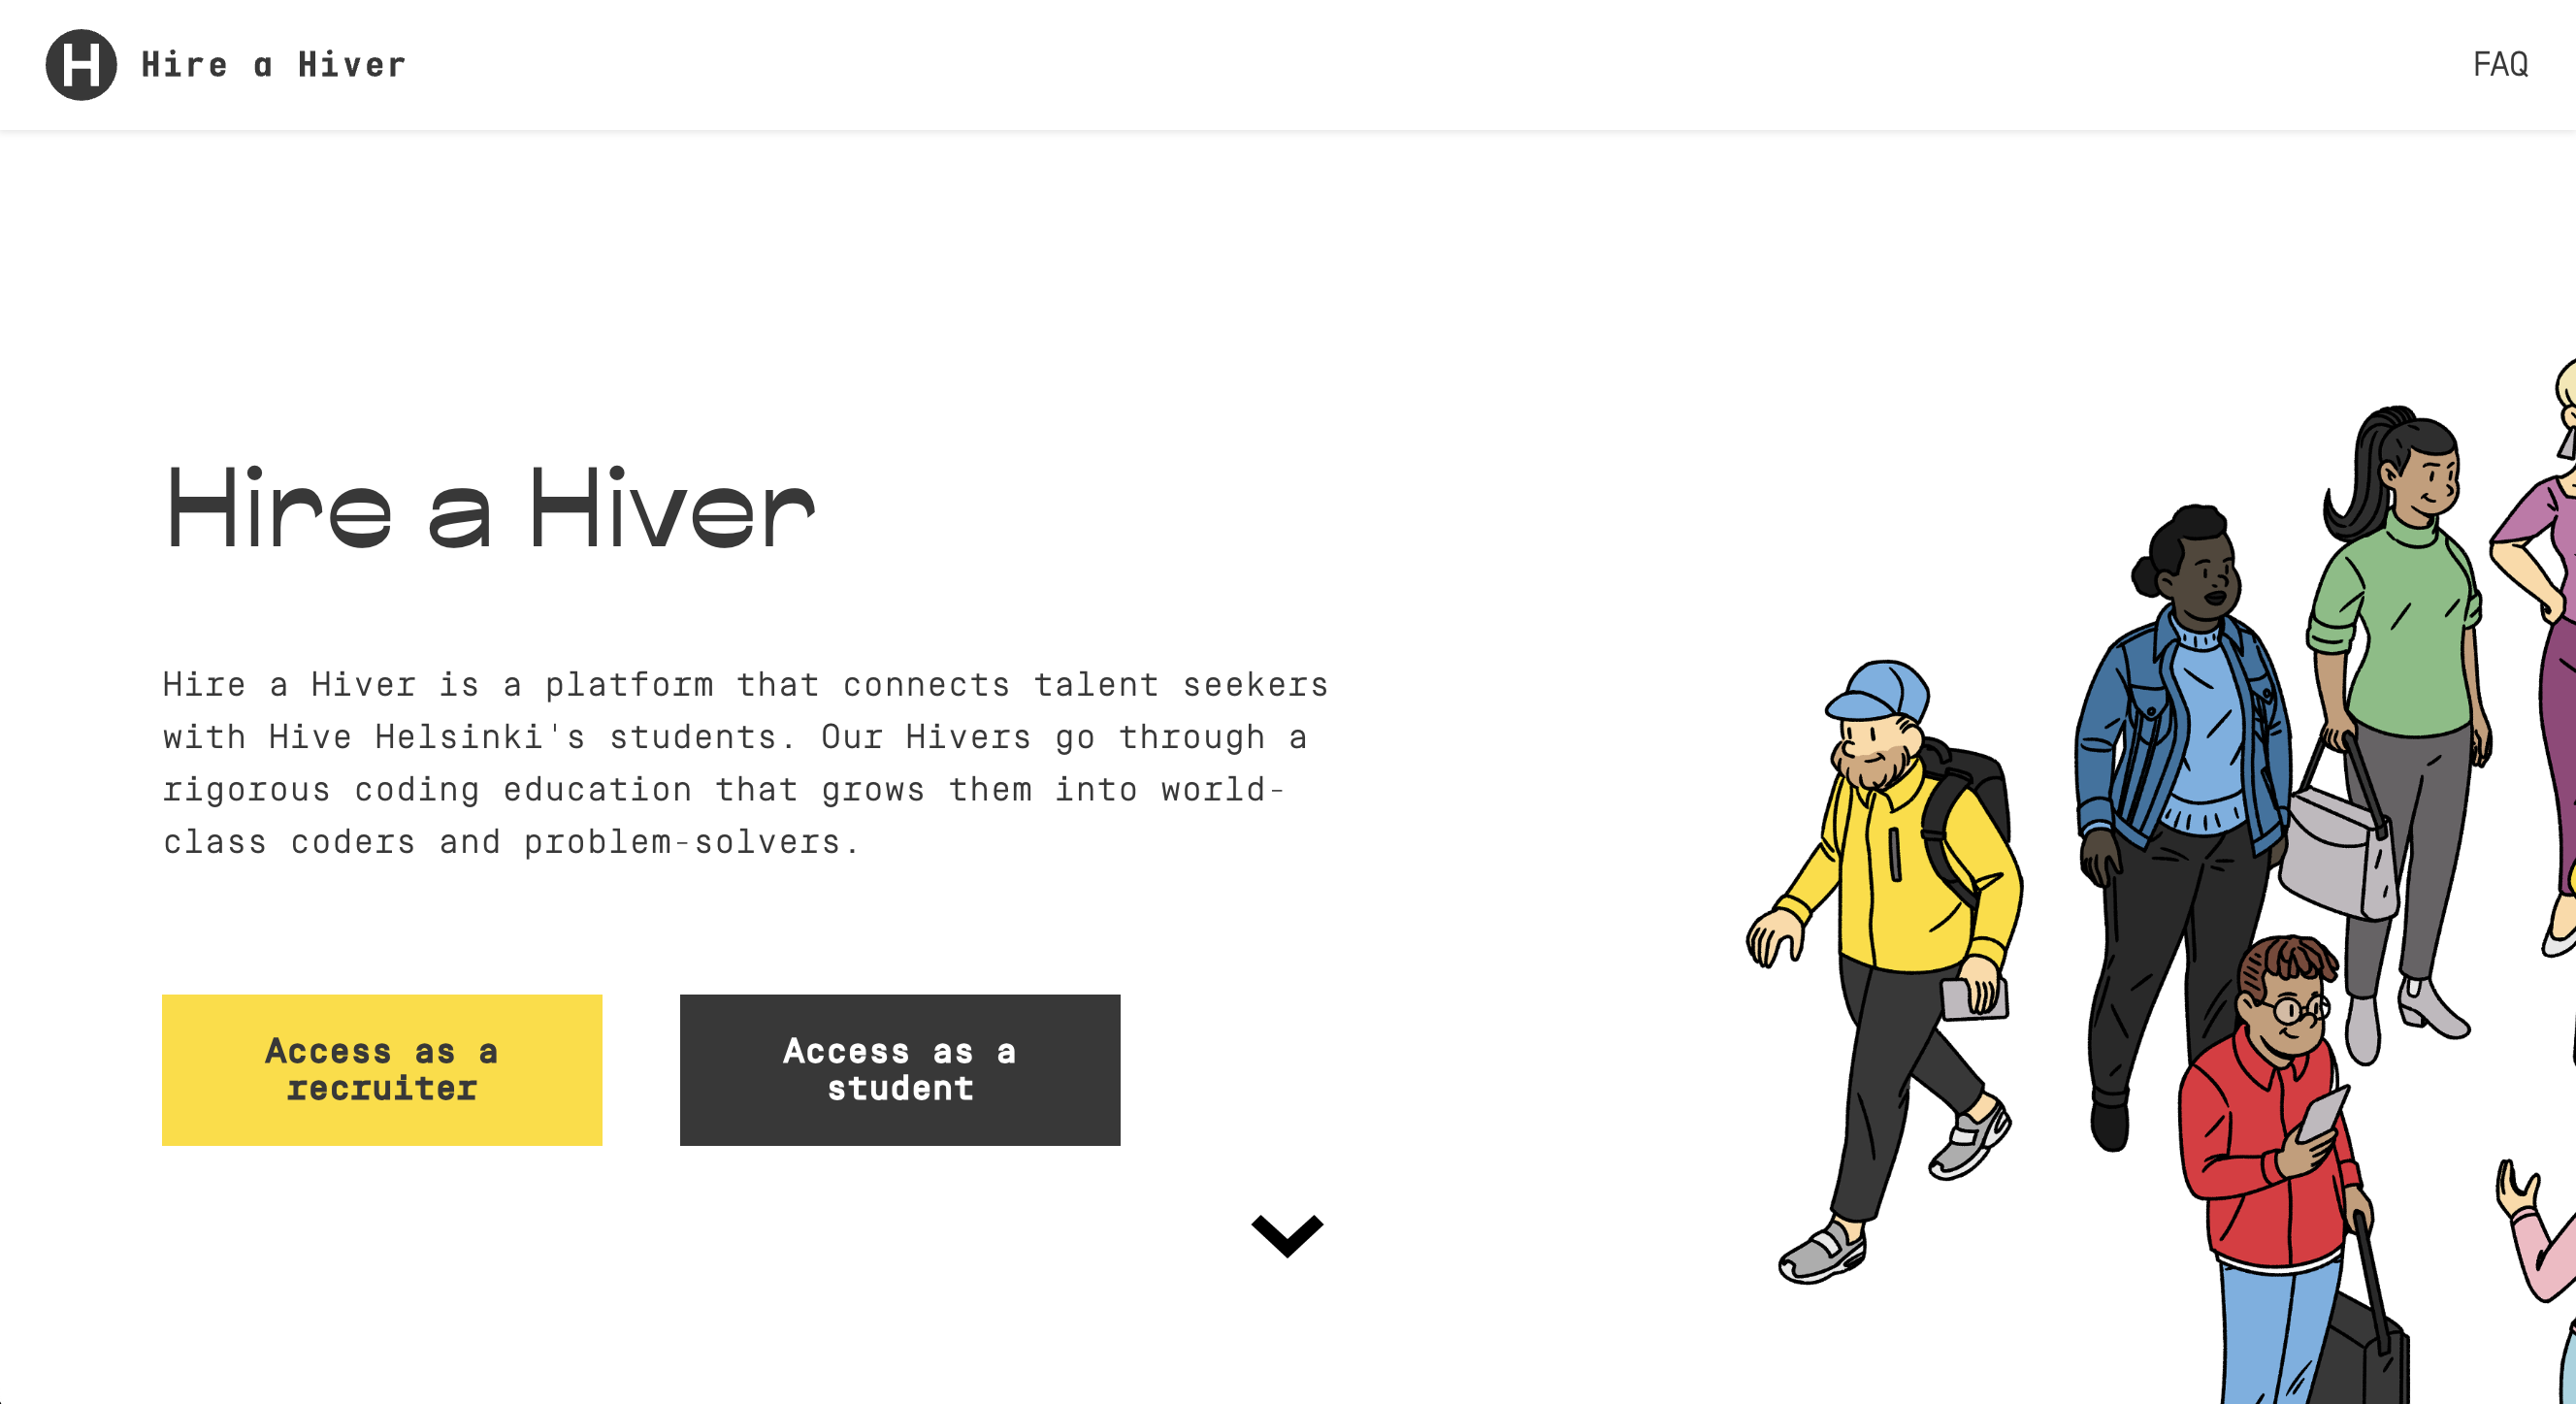 H Hire a Hiver
FAQ
Hire a Hiver
Hire a Hiver is a platform that connects talent seekers
with Hive Helsinki's students. Our Hivers go through a
rigorous coding education that grows them into world-
class coders and problem-solvers.
Access as a
recruiter
Access as a
student